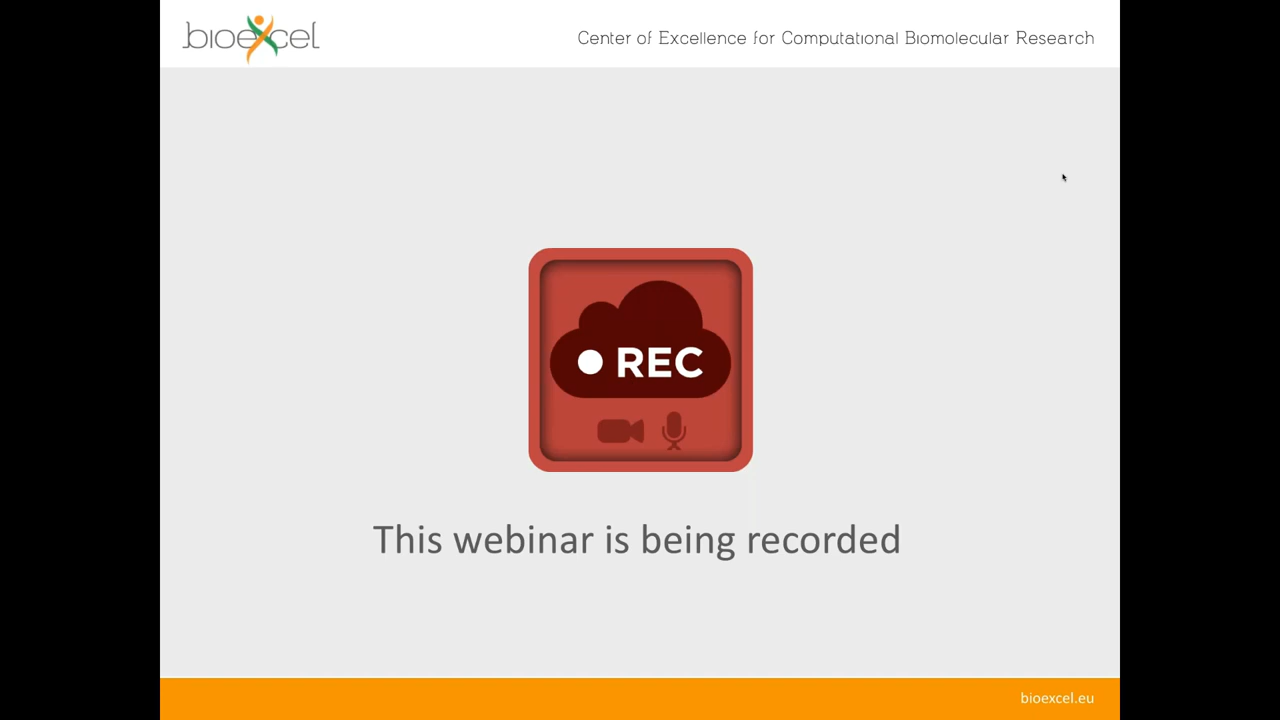 bioexcel
Center of Excellence for Computational Biomolecular Research
REC
This webinar is being recorded
bioexcel.eu